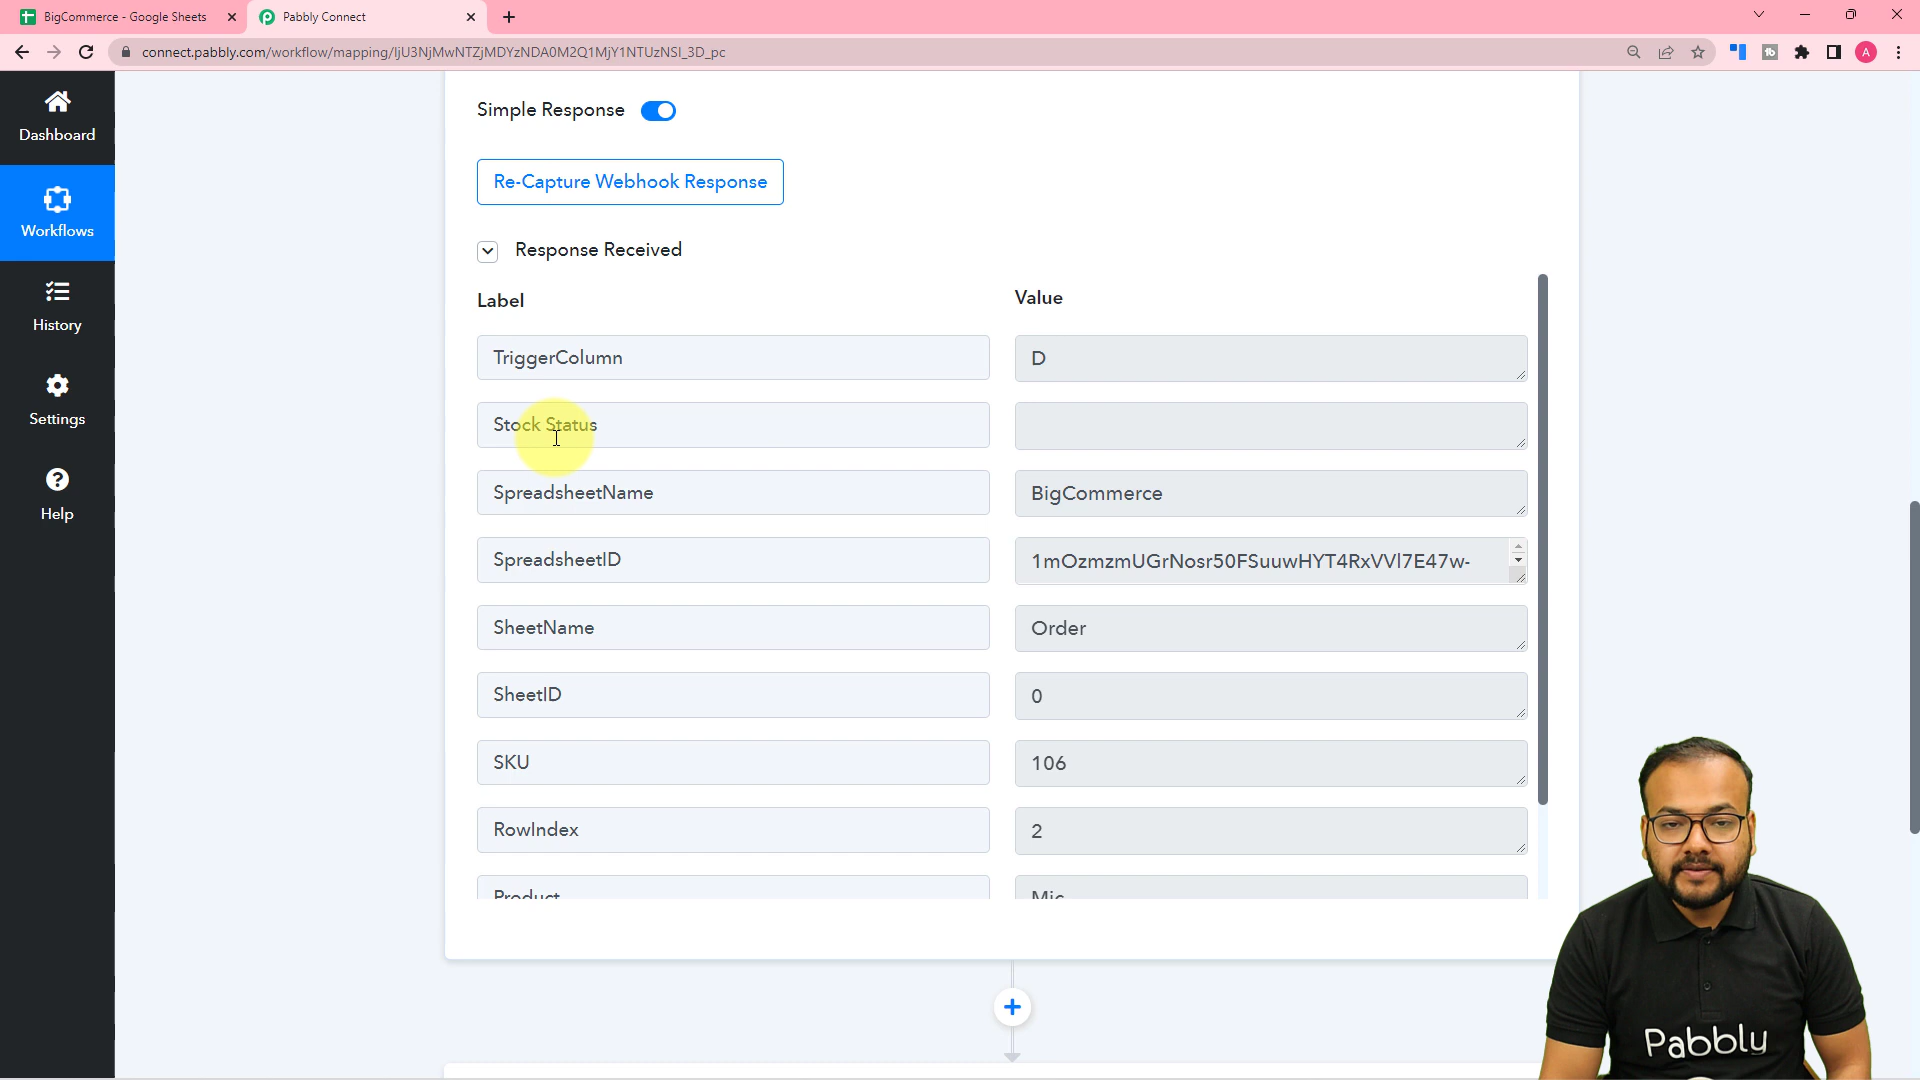 BigCommerce - Google Sheets
Pabbly Connect
connect.pabbly.com/workflow/mapping/IjU3NjMwNTZjMDYzNDA0M2Q1MjY1NTUzNSI_3D_pc
A
Dashboard
Workflows
History
Settings
Help
Simple Response
Re-Capture Webhook Response
Response Received
Label Value
TriggerColumn D
Stock Status
SpreadsheetName BigCommerce
SpreadsheetID 1mOzmzmUGrNosr50FSuuwHYT4RxVVl7E47w-
SheetName Order
SheetID 0
SKU 106
RowIndex 2
Product Mic
Pabbly